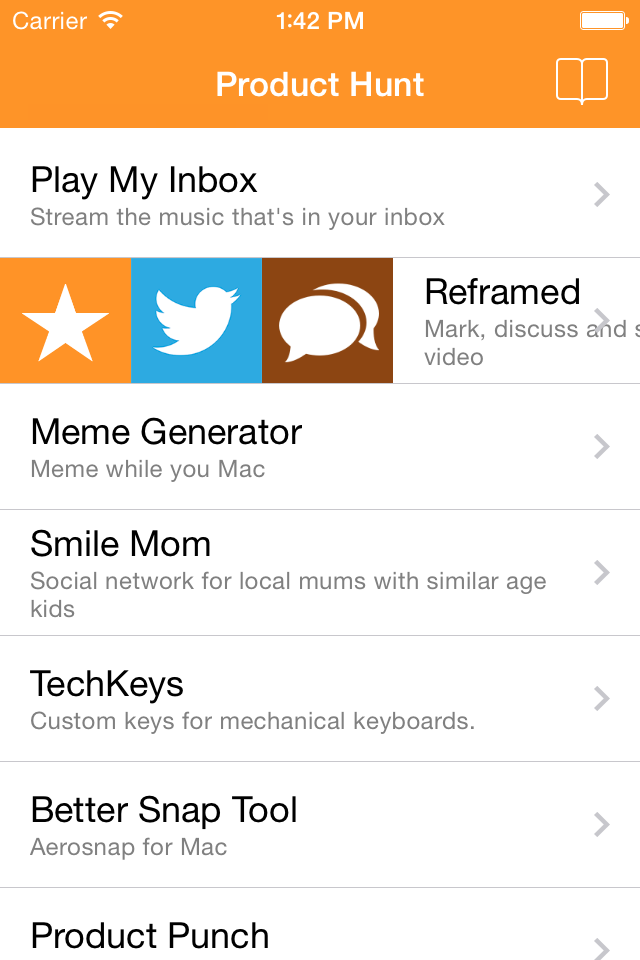 Carrier 1:42 PM
Product Hunt
Play My Inbox
Stream the music that's in your inbox
Reframed
Mark, discuss and s
video
Meme Generator
Meme while you Mac
Smile Mom
Social network for local mums with similar age
kids
TechKeys
Custom keys for mechanical keyboards.
Better Snap Tool
Aerosnap for Mac
Product Punch